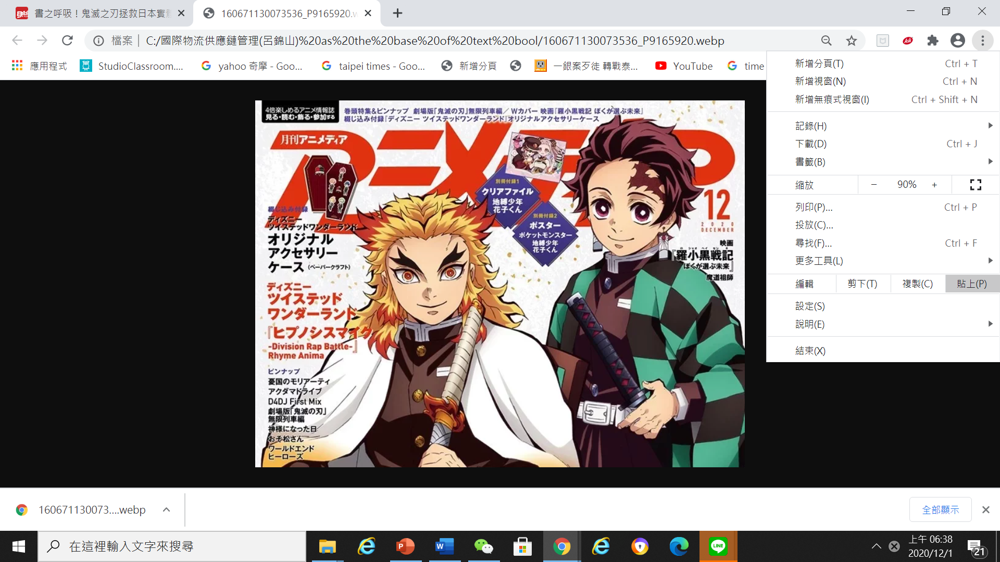 書之呼吸！鬼滅之刃拯救日本實體
160671130073536_P9165920.w
檔案
C:/國際物流供應鏈管理(呂錦山)%20as%20the%20base%20of%20text%20bool/160671130073536_P9165920.webp
Ask
應用程式
StudioClassroom....
yahoo 奇摩 - Goo...
taipei times - Goo...
新增分頁
一銀案歹徒 轉戰泰...
YouTube
time
新增分頁(T)
Ctrl + T
新增視窗(N)
Ctrl + N
新增無痕式視窗(I)
Ctrl + Shift + N
記錄(H)
下載(D)
Ctrl + J
書籤(B)
縮放
− 90% +
列印(P)...
Ctrl + P
投放(C)...
尋找(F)...
Ctrl + F
更多工具(L)
編輯
剪下(T)
複製(C)
貼上(P)
設定(S)
說明(E)
結束(X)
4倍楽しめるアニメ情報誌
見る・読む・飾る・参加する
巻頭特集&ピンナップ 劇場版「鬼滅の刃」無限列車編／Wカバー 映画『羅小黒戦記 ぼくが選ぶ未来』
綴じ込み付録『ディズニー ツイステッドワンダーランド』オリジナルアクセサリーケース
月刊アニメディア
アニメディア
別冊付録1
クリアファイル
地縛少年
花子くん
別冊付録2
ポスター
ポケットモンスター
地縛少年
花子くん
12
2020
DECEMBER
綴じ込み付録
ディズニー
ツイステッドワンダーランド
オリジナル
アクセサリー
ケース（ペーパークラフト）
ディズニー
ツイステッド
ワンダーランド
『ヒプノシスマイク
-Division Rap Battle-』
Rhyme Anima
ピンナップ
憂国のモリアーティ
アクダマドライブ
D4DJ First Mix
劇場版「鬼滅の刃」
無限列車編
神様になった日
おそ松さん
ワールドエンド
ヒーローズ
映画
ロ シャオ ヘイ セン キ
『羅小黒戦記
ぼくが選ぶ未来』
魔道祖師
160671130073....webp
全部顯示
在這裡輸入文字來搜尋
P
W
LINE
上午 06:38
2020/12/1
21